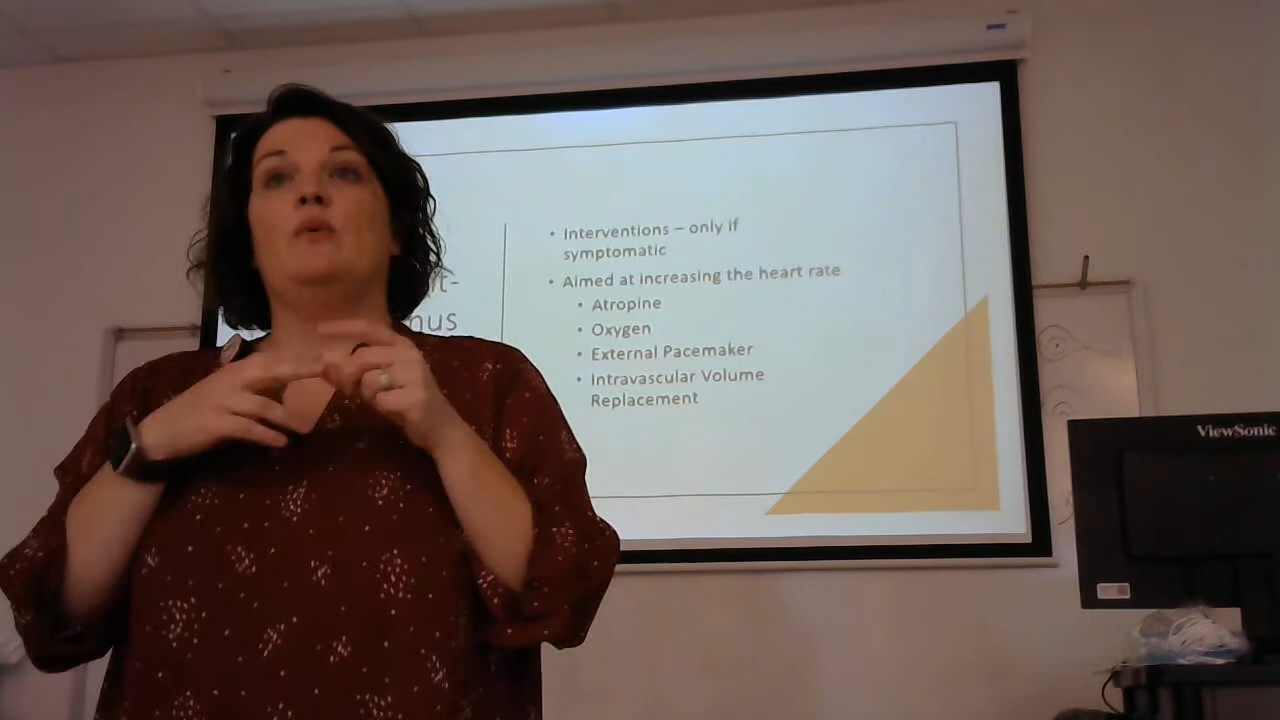 • Interventions – only if
symptomatic
• Aimed at increasing the heart rate
• Atropine
• Oxygen
• External Pacemaker
• Intravascular Volume
Replacement
ViewSonic